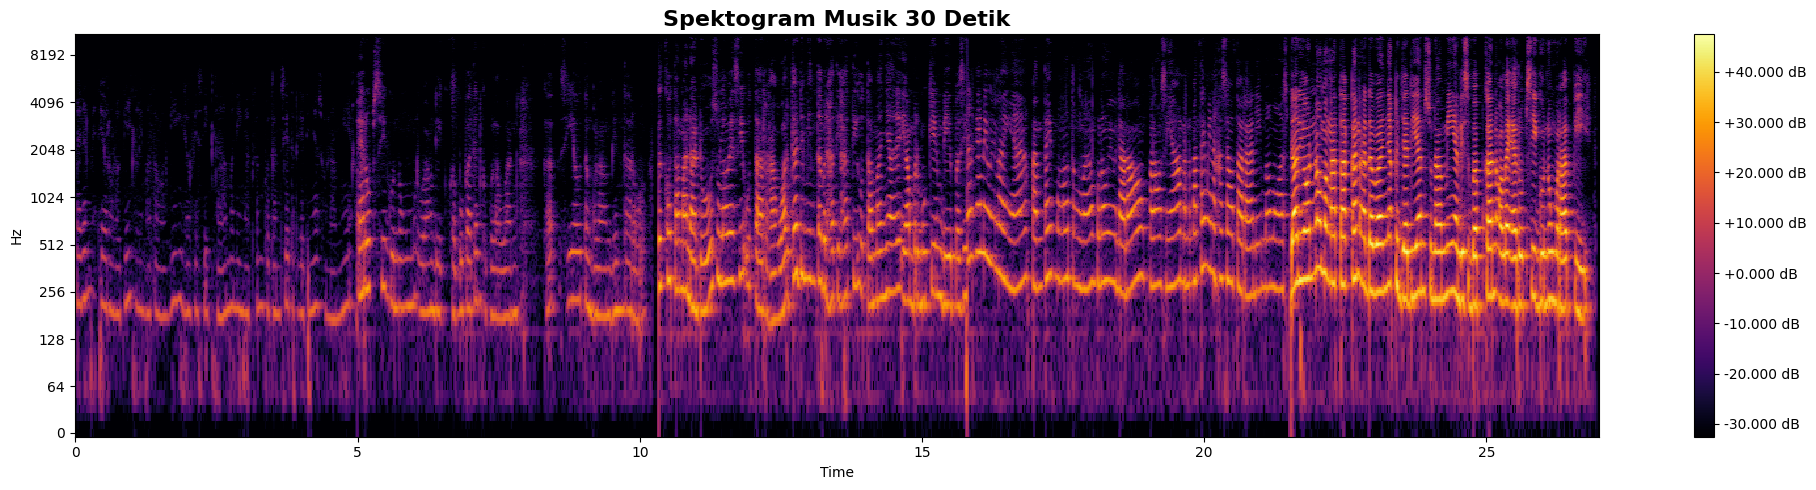 Spektogram Musik 30 Detik
8192
4096
2048
1024
512
256
128
64
0
Hz
0
5
10
15
20
25
Time
+40.000 dB
+30.000 dB
+20.000 dB
+10.000 dB
+0.000 dB
-10.000 dB
-20.000 dB
-30.000 dB